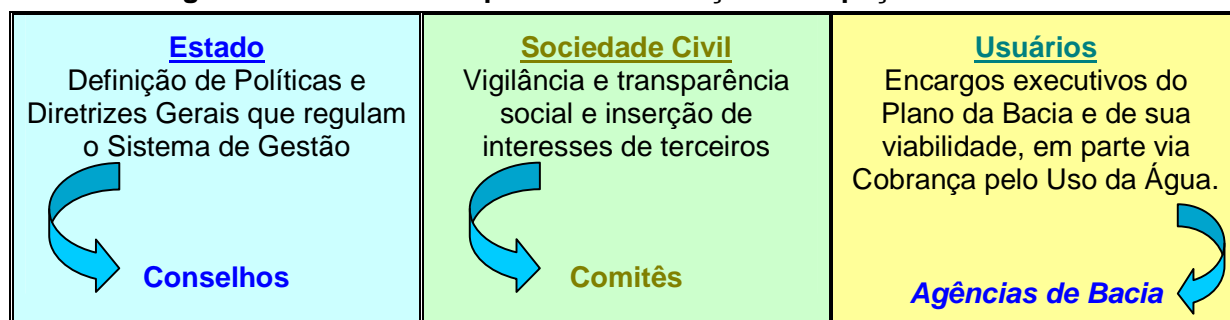 Estado
Definição de Políticas e
Diretrizes Gerais que regulam
o Sistema de Gestão
Conselhos
Sociedade Civil
Vigilância e transparência
social e inserção de
interesses de terceiros
Comitês
Usuários
Encargos executivos do
Plano da Bacia e de sua
viabilidade, em parte via
Cobrança pelo Uso da Água.
Agências de Bacia